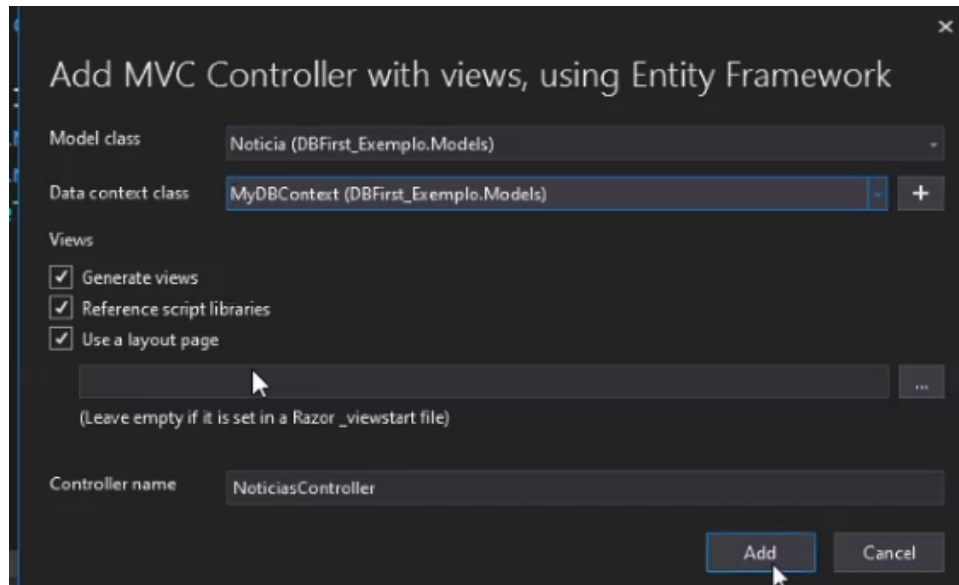 Add MVC Controller with views, using Entity Framework
Model class Noticia (DBFirst_Exemplo.Models)
Data context class MyDBContext (DBFirst_Exemplo.Models) +
Views
Generate views
Reference script libraries
Use a layout page
...
(Leave empty if it is set in a Razor _viewstart file)
Controller name NoticiasController
Add Cancel